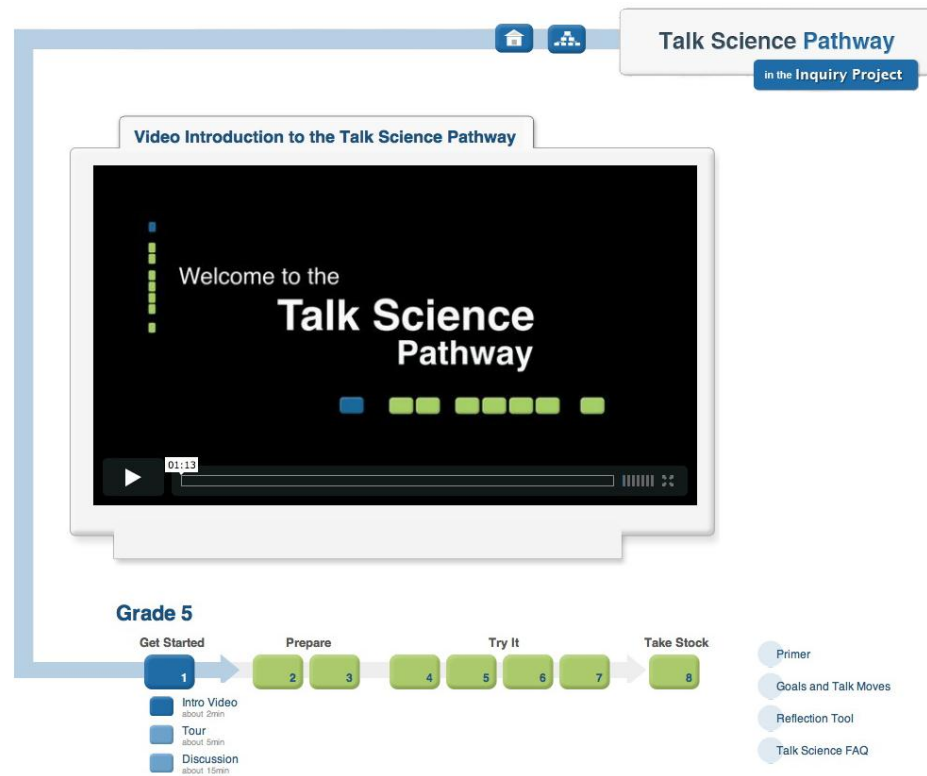 Talk Science Pathway
in the Inquiry Project
Video Introduction to the Talk Science Pathway
Welcome to the
Talk Science
Pathway
01:13
Grade 5
Get Started Prepare Try It Take Stock
1 2 3 4 5 6 7 8
Intro Video
about 2min
Tour
about 5min
Discussion
about 15min
Primer
Goals and Talk Moves
Reflection Tool
Talk Science FAQ